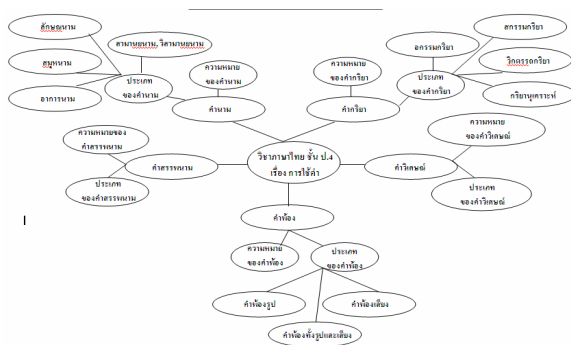 ลักษณนาม
สามานยนาม, วิสามานยนาม
สกรรมกริยา
อกรรมกริยา
สมุหนาม
ความหมาย
ของคำนาม
ความหมาย
ของคำกริยา
วิกตรรถกริยา
ประเภท
ของคำนาม
ประเภท
ของคำกริยา
อาการนาม
กริยานุเคราะห์
คำนาม
คำกริยา
ความหมาย
ของคำวิเศษณ์
ความหมายของ
คำสรรพนาม
วิชาภาษาไทย ชั้น ป.4
เรื่อง การใช้คำ
คำสรรพนาม
คำวิเศษณ์
ประเภท
ของคำสรรพนาม
ประเภท
ของคำวิเศษณ์
คำพ้อง
ความหมาย
ของคำพ้อง
ประเภท
ของคำพ้อง
คำพ้องรูป
คำพ้องเสียง
คำพ้องทั้งรูปและเสียง